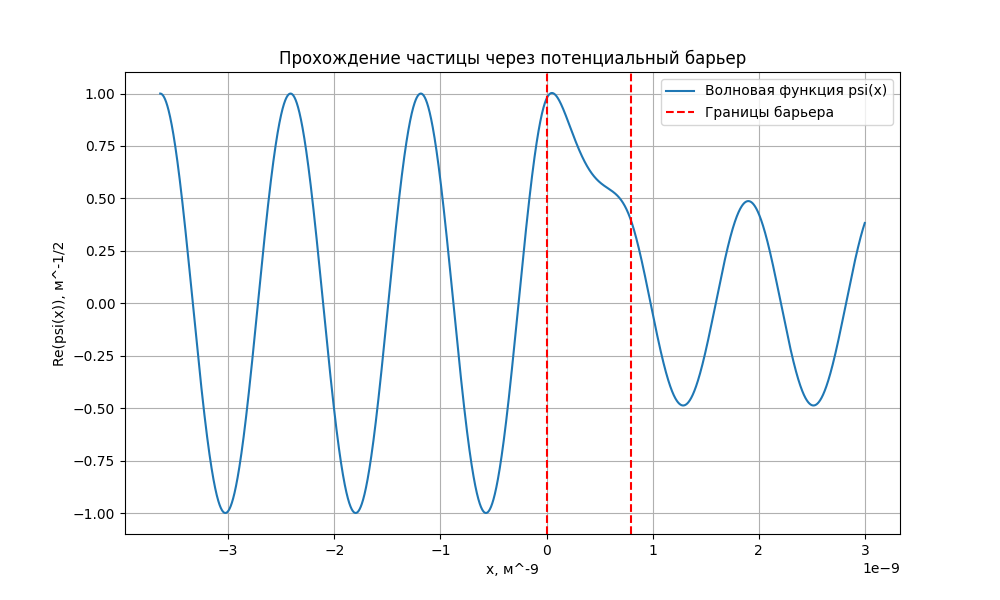 Прохождение частицы через потенциальный барьер
Волновая функция psi(x)
Границы барьера
Re(psi(x)), м^-1/2
1.00
0.75
0.50
0.25
0.00
−0.25
−0.50
−0.75
−1.00
−3 −2 −1 0 1 2 3
1e−9
x, м^-9